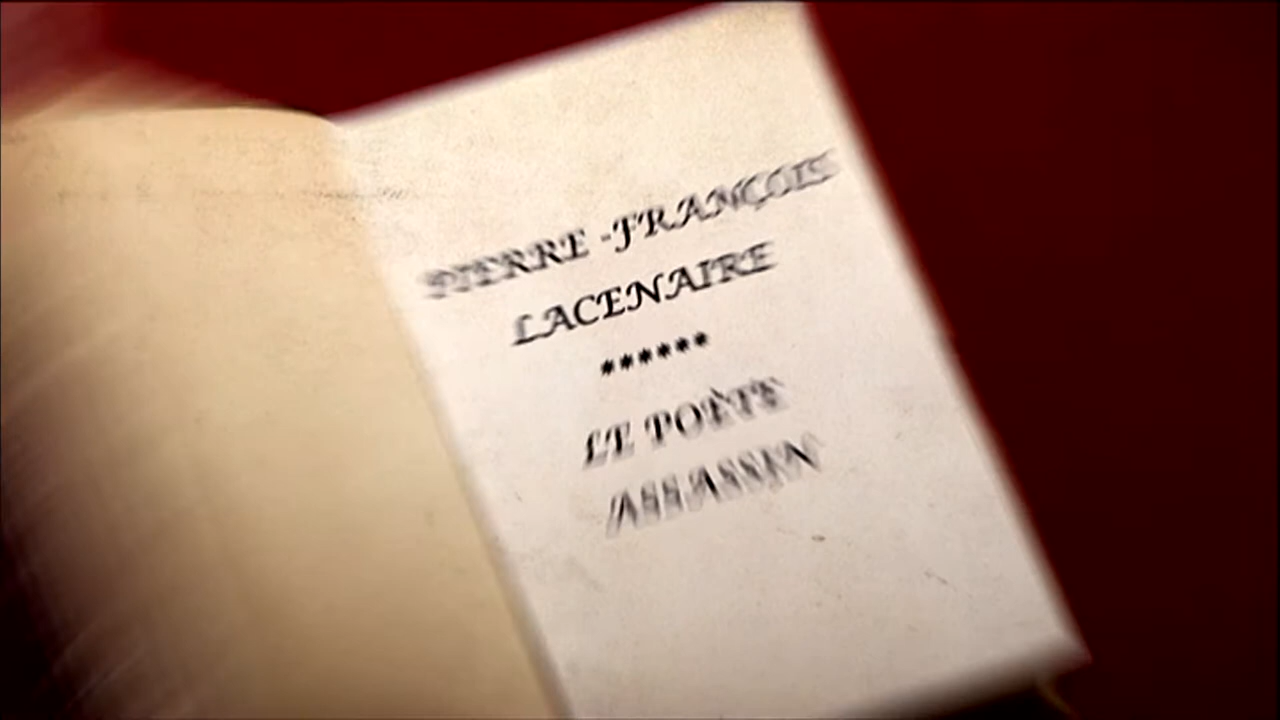 PIERRE -FRANÇOIS
LACENAIRE
******
LE POÈTE
ASSASSIN